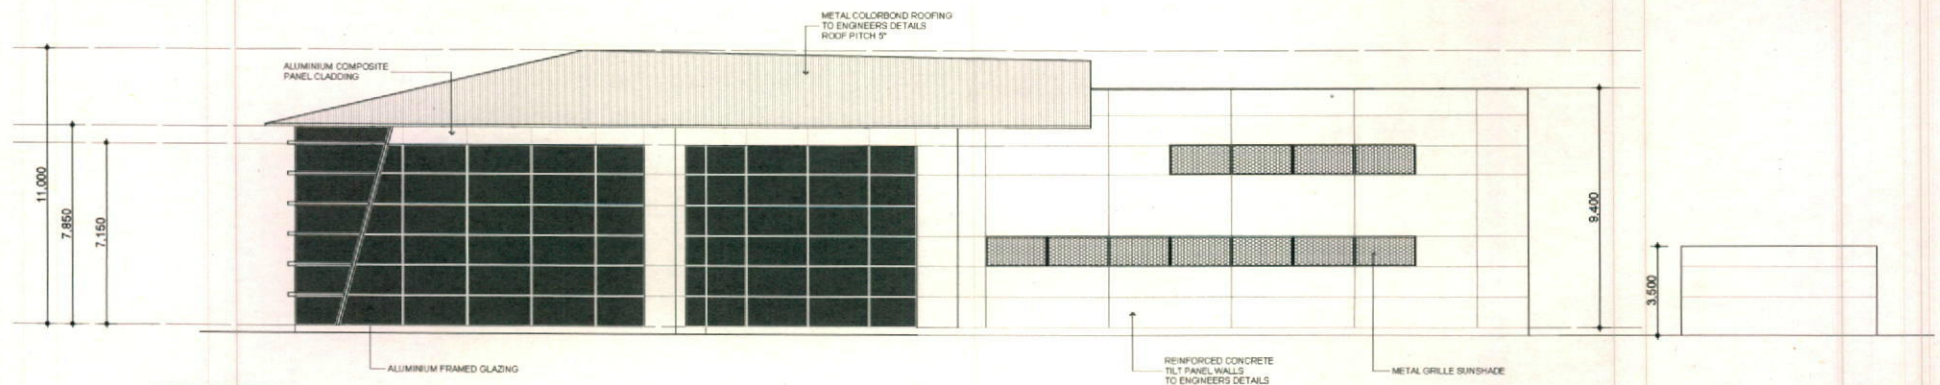 METAL COLORBOND ROOFING
TO ENGINEERS DETAILS
ROOF PITCH 5°
ALUMINIUM COMPOSITE
PANEL CLADDING
11,000
7,850
7,150
9,400
3,500
ALUMINIUM FRAMED GLAZING
REINFORCED CONCRETE
TILT PANEL WALLS
TO ENGINEERS DETAILS
METAL GRILLE SUNSHADE